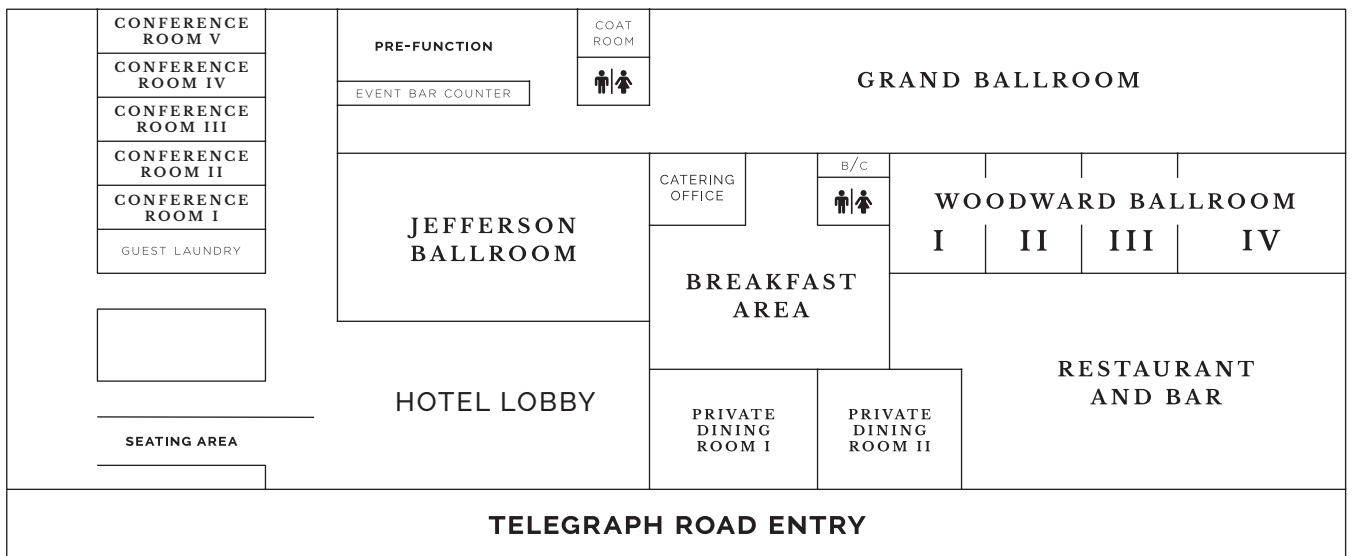 CONFERENCE
ROOM V
CONFERENCE
ROOM IV
CONFERENCE
ROOM III
CONFERENCE
ROOM II
CONFERENCE
ROOM I
GUEST LAUNDRY
SEATING AREA
PRE-FUNCTION
EVENT BAR COUNTER
COAT
ROOM
GRAND BALLROOM
JEFFERSON
BALLROOM
CATERING
OFFICE
B/C
WOODWARD BALLROOM
I II III IV
BREAKFAST
AREA
HOTEL LOBBY
PRIVATE
DINING
ROOM I
PRIVATE
DINING
ROOM II
RESTAURANT
AND BAR
TELEGRAPH ROAD ENTRY